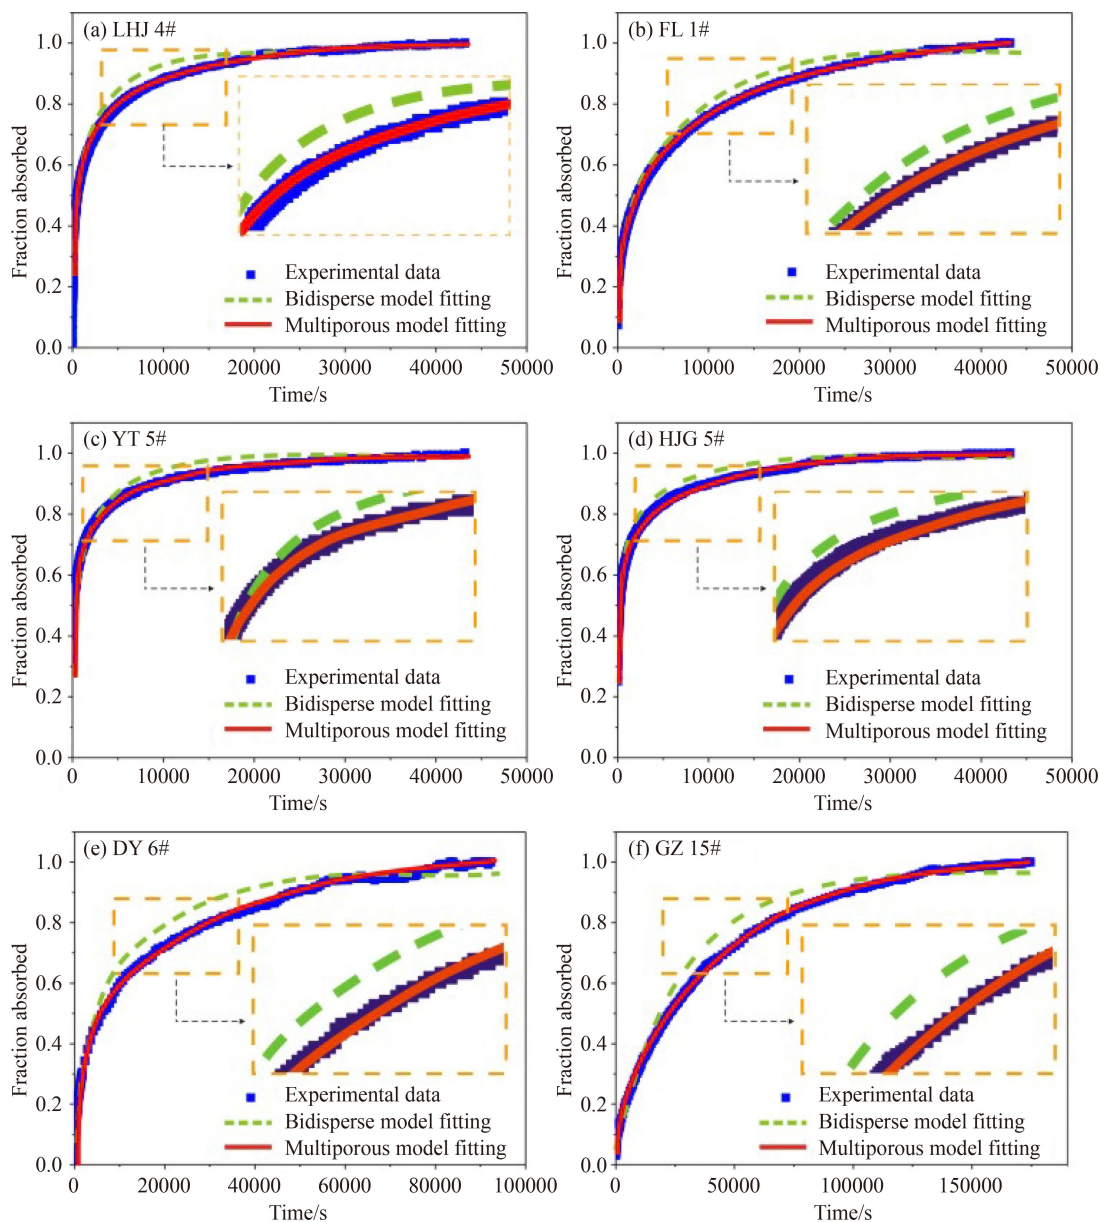 (a) LHJ 4#
1.0
0.8
0.6
0.4
0.2
0.0
Fraction absorbed
Experimental data
Bidisperse model fitting
Multiporous model fitting
0 10000 20000 30000 40000 50000
Time/s
(b) FL 1#
1.0
0.8
0.6
0.4
0.2
0.0
Fraction absorbed
Experimental data
Bidisperse model fitting
Multiporous model fitting
0 10000 20000 30000 40000 50000
Time/s
(c) YT 5#
1.0
0.8
0.6
0.4
0.2
0.0
Fraction absorbed
Experimental data
Bidisperse model fitting
Multiporous model fitting
0 10000 20000 30000 40000 50000
Time/s
(d) HJG 5#
1.0
0.8
0.6
0.4
0.2
0.0
Fraction absorbed
Experimental data
Bidisperse model fitting
Multiporous model fitting
0 10000 20000 30000 40000 50000
Time/s
(e) DY 6#
1.0
0.8
0.6
0.4
0.2
0.0
Fraction absorbed
Experimental data
Bidisperse model fitting
Multiporous model fitting
0 20000 40000 60000 80000 100000
Time/s
(f) GZ 15#
1.0
0.8
0.6
0.4
0.2
0.0
Fraction absorbed
Experimental data
Bidisperse model fitting
Multiporous model fitting
0 50000 100000 150000
Time/s